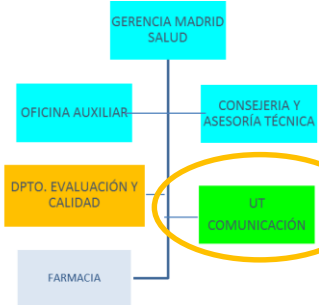 GERENCIA MADRID
SALUD
OFICINA AUXILIAR
CONSEJERIA Y
ASESORÍA TÉCNICA
DPTO. EVALUACIÓN Y
CALIDAD
UT
COMUNICACIÓN
FARMACIA